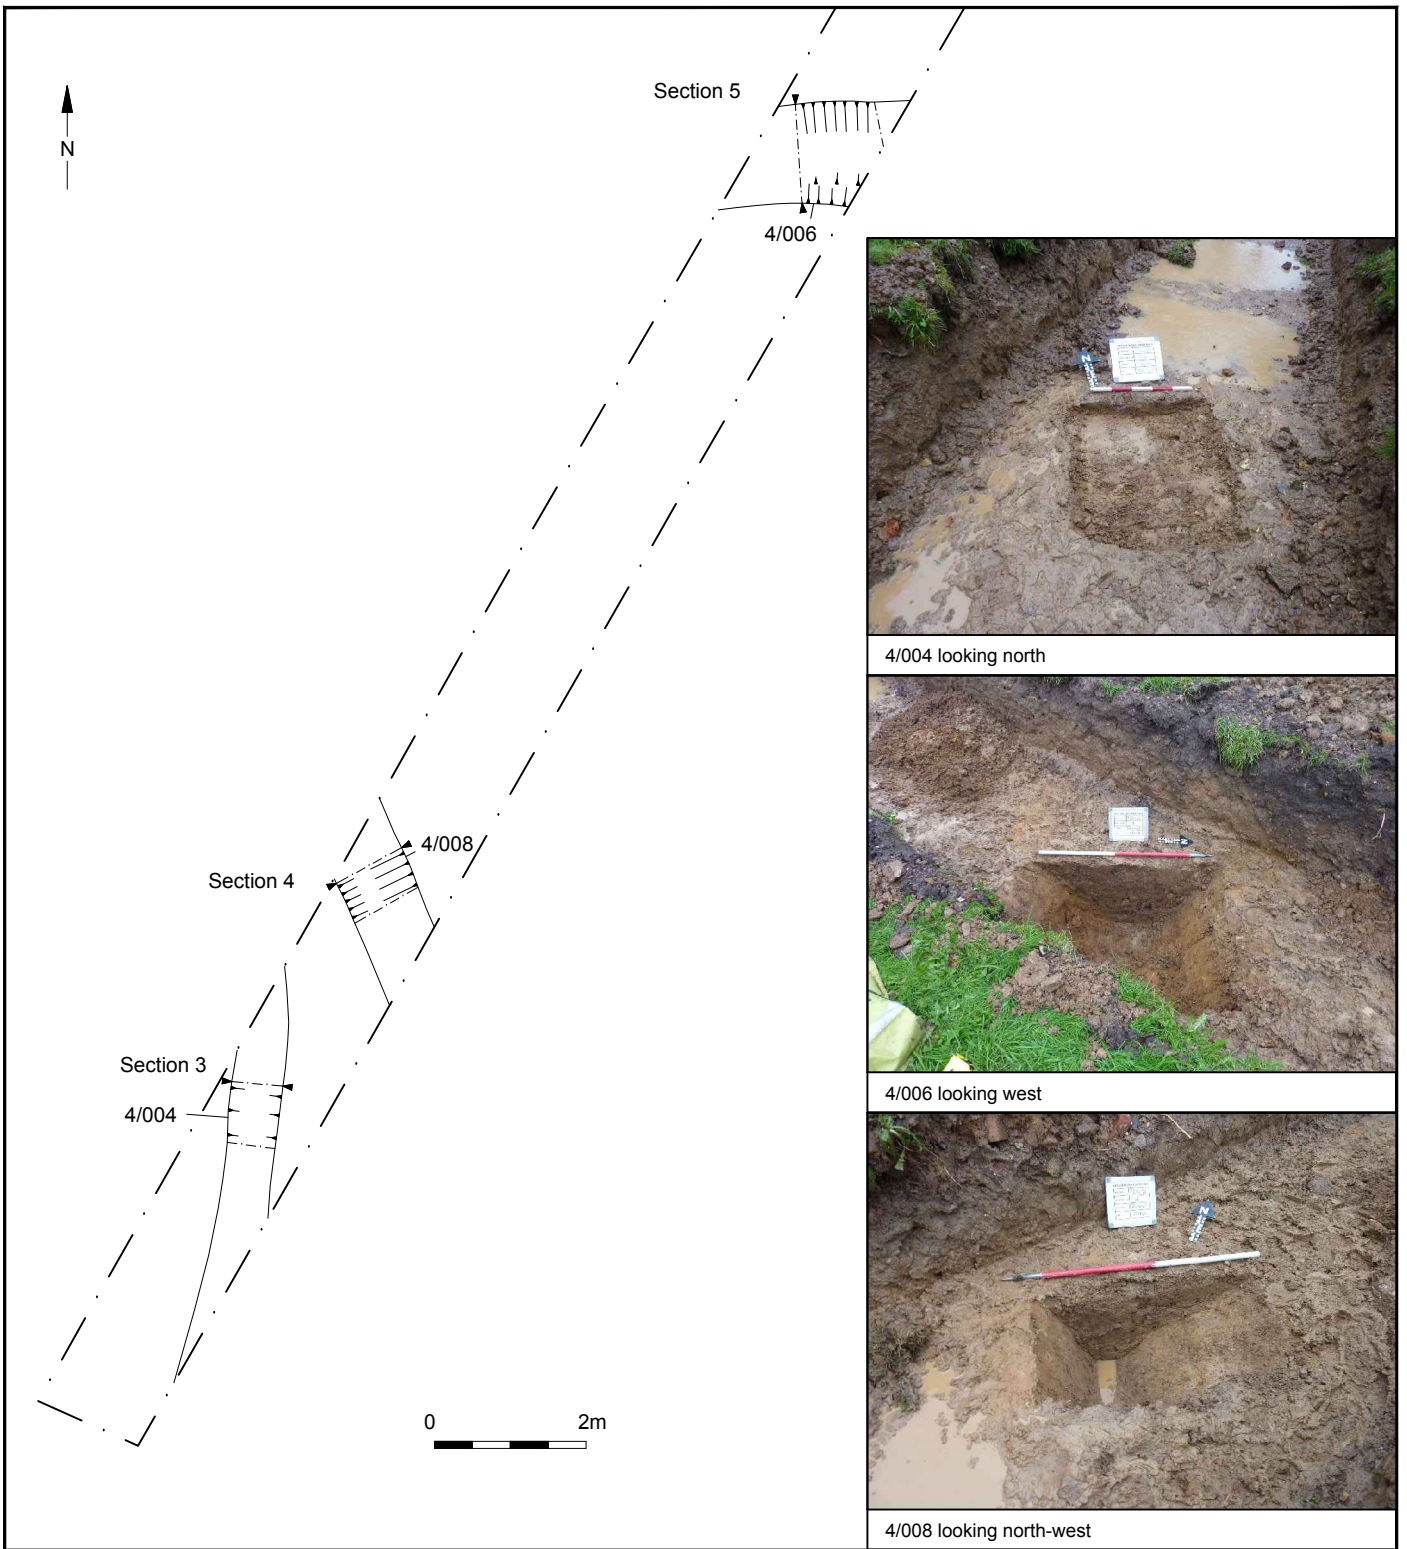 Section 5
N
4/006
4/004 looking north
4/008
Section 4
Section 3
4/004
4/006 looking west
0 2m
4/008 looking north-west